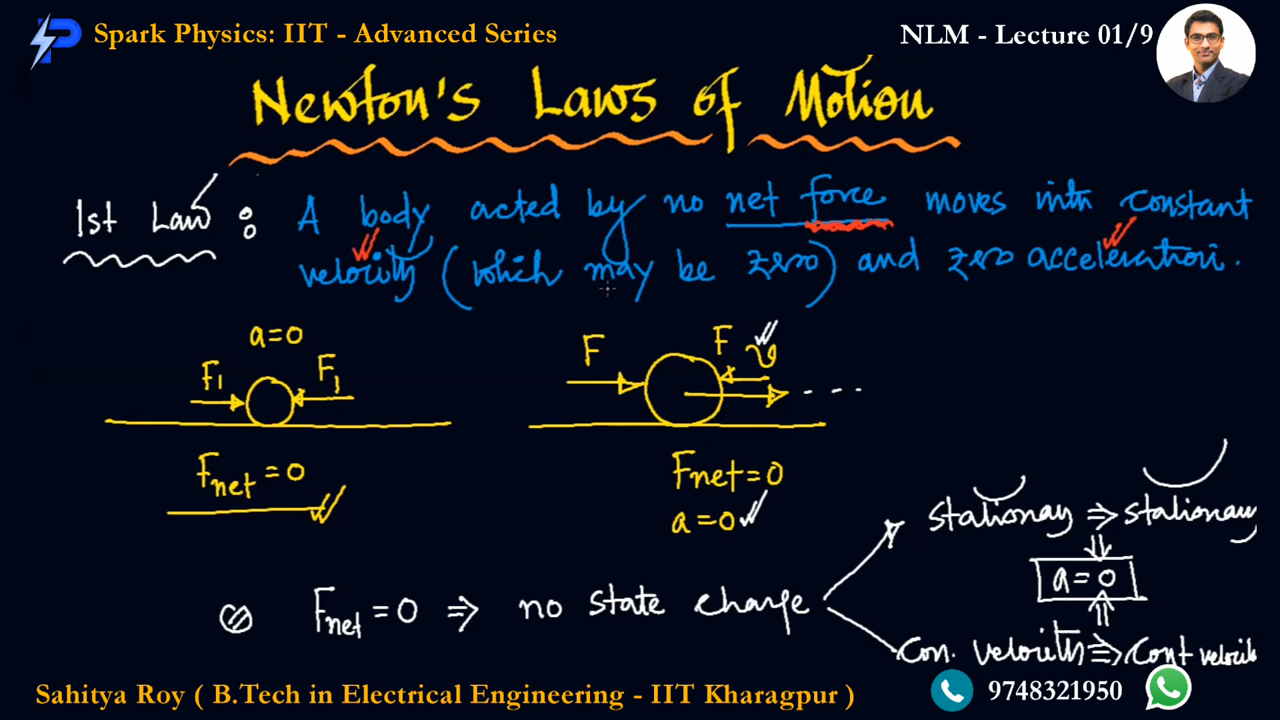 Spark Physics: IIT - Advanced Series
NLM - Lecture 01/9
Newton's Laws of Motion
1st Law : A body acted by no net force moves with constant
velocity (which may be zero) and zero acceleration.
a=0
F1 F1
Fnet = 0
F F v
Fnet=0
a=0
Fnet = 0 ⇒ no state change
Stationary ⇒ stationary
a = 0
Con. velocity ⇒ Cont velocity
Sahitya Roy ( B.Tech in Electrical Engineering - IIT Kharagpur )
9748321950